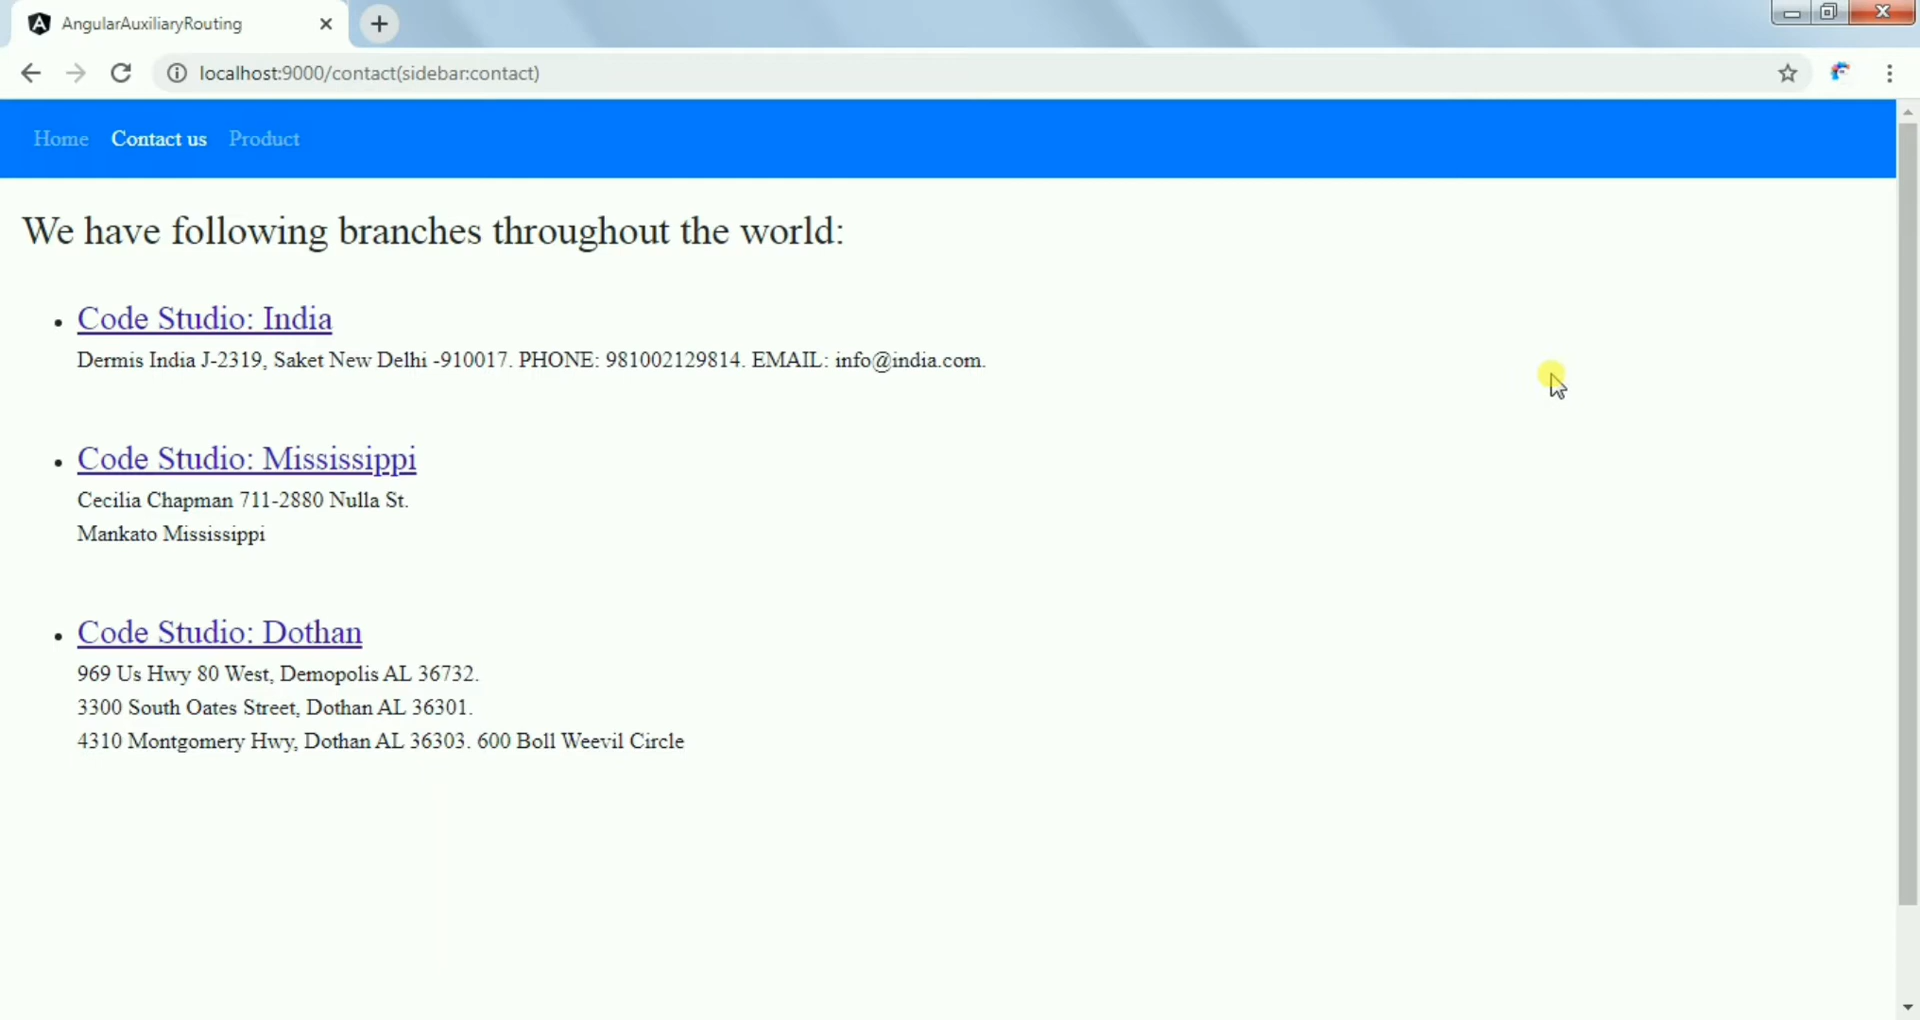 AngularAuxiliaryRouting
localhost:9000/contact(sidebar:contact)
Home Contact us Product
We have following branches throughout the world:
Code Studio: India
Dermis India J-2319, Saket New Delhi -910017. PHONE: 981002129814. EMAIL: info@india.com.
Code Studio: Mississippi
Cecilia Chapman 711-2880 Nulla St.
Mankato Mississippi
Code Studio: Dothan
969 Us Hwy 80 West, Demopolis AL 36732.
3300 South Oates Street, Dothan AL 36301.
4310 Montgomery Hwy, Dothan AL 36303. 600 Boll Weevil Circle